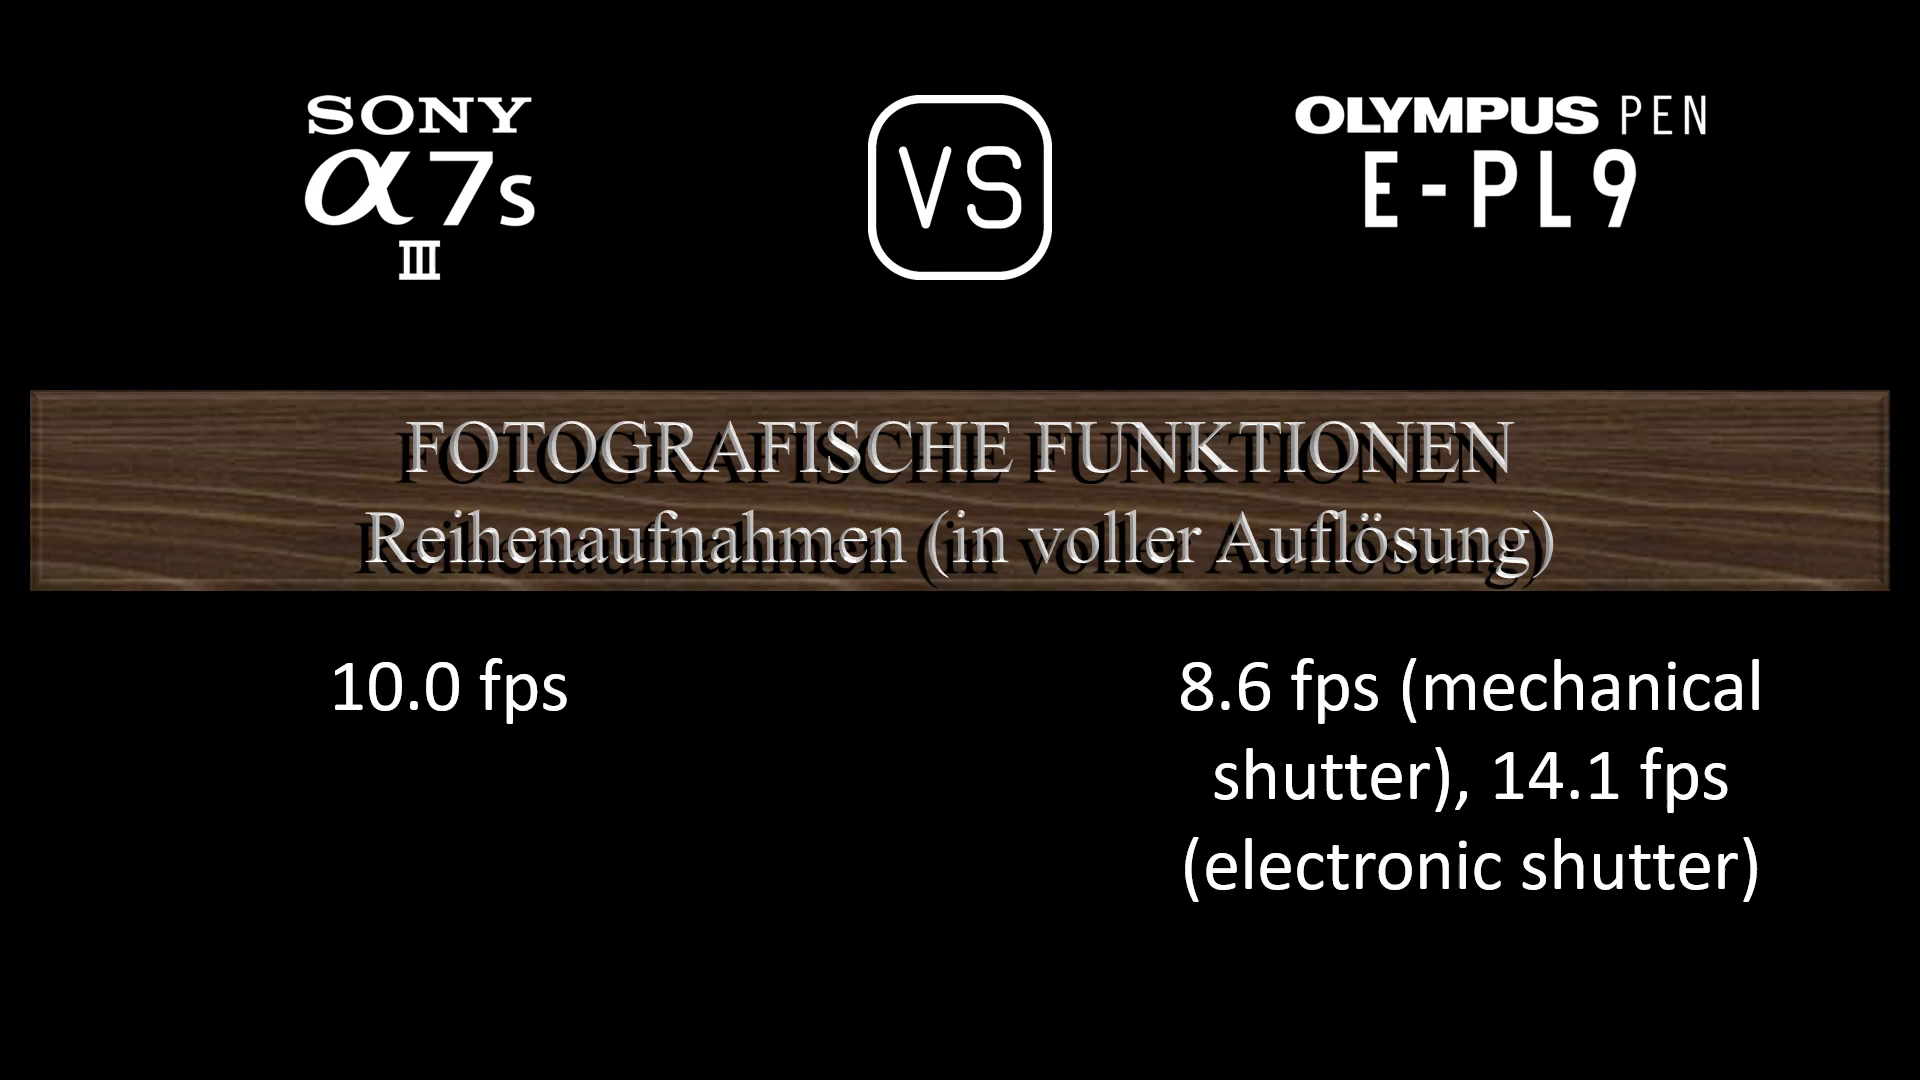 SONY
α7s
III
VS
OLYMPUS PEN
E-PL9
FOTOGRAFISCHE FUNKTIONEN
Reihenaufnahmen (in voller Auflösung)
10.0 fps
8.6 fps (mechanical
shutter), 14.1 fps
(electronic shutter)